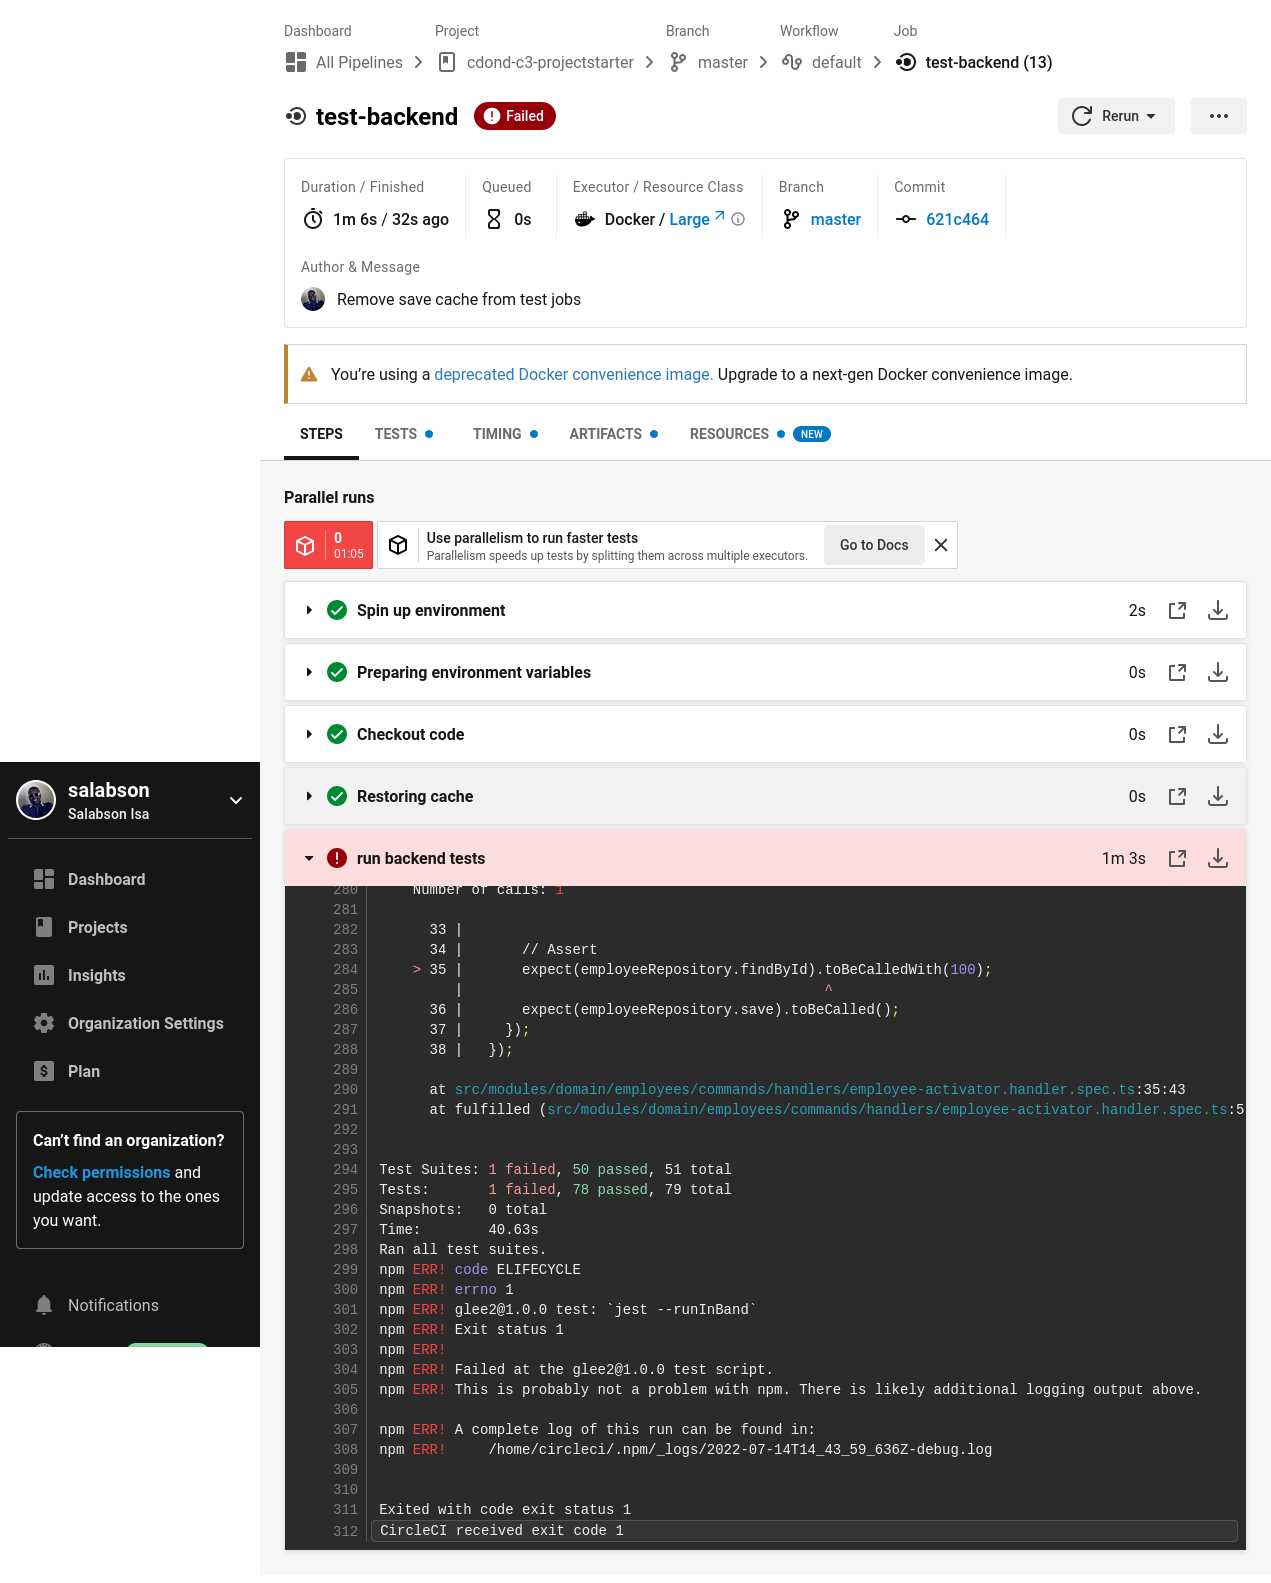 Dashboard Project Branch Workflow Job
All Pipelines cdond-c3-projectstarter master default test-backend (13)
test-backend Failed Rerun
Duration / Finished Queued Executor / Resource Class Branch Commit
1m 6s / 32s ago 0s Docker / Large master 621c464
Author & Message
Remove save cache from test jobs
You’re using a deprecated Docker convenience image. Upgrade to a next-gen Docker convenience image.
STEPS TESTS TIMING ARTIFACTS RESOURCES NEW
Parallel runs
0
01:05
Use parallelism to run faster tests
Parallelism speeds up tests by splitting them across multiple executors.
Go to Docs
Spin up environment 2s
Preparing environment variables 0s
Checkout code 0s
Restoring cache 0s
run backend tests 1m 3s
280 Number of calls: 1
281
282 33 |
283 34 | // Assert
284 > 35 | expect(employeeRepository.findById).toBeCalledWith(100);
285 | ^
286 36 | expect(employeeRepository.save).toBeCalled();
287 37 | });
288 38 | });
289
290 at src/modules/domain/employees/commands/handlers/employee-activator.handler.spec.ts:35:43
291 at fulfilled (src/modules/domain/employees/commands/handlers/employee-activator.handler.spec.ts:5
292
293
294 Test Suites: 1 failed, 50 passed, 51 total
295 Tests: 1 failed, 78 passed, 79 total
296 Snapshots: 0 total
297 Time: 40.63s
298 Ran all test suites.
299 npm ERR! code ELIFECYCLE
300 npm ERR! errno 1
301 npm ERR! glee2@1.0.0 test: `jest --runInBand`
302 npm ERR! Exit status 1
303 npm ERR!
304 npm ERR! Failed at the glee2@1.0.0 test script.
305 npm ERR! This is probably not a problem with npm. There is likely additional logging output above.
306
307 npm ERR! A complete log of this run can be found in:
308 npm ERR! /home/circleci/.npm/_logs/2022-07-14T14_43_59_636Z-debug.log
309
310
311 Exited with code exit status 1
312 CircleCI received exit code 1
salabson
Salabson Isa
Dashboard
Projects
Insights
Organization Settings
Plan
Can’t find an organization?
Check permissions and
update access to the ones
you want.
Notifications